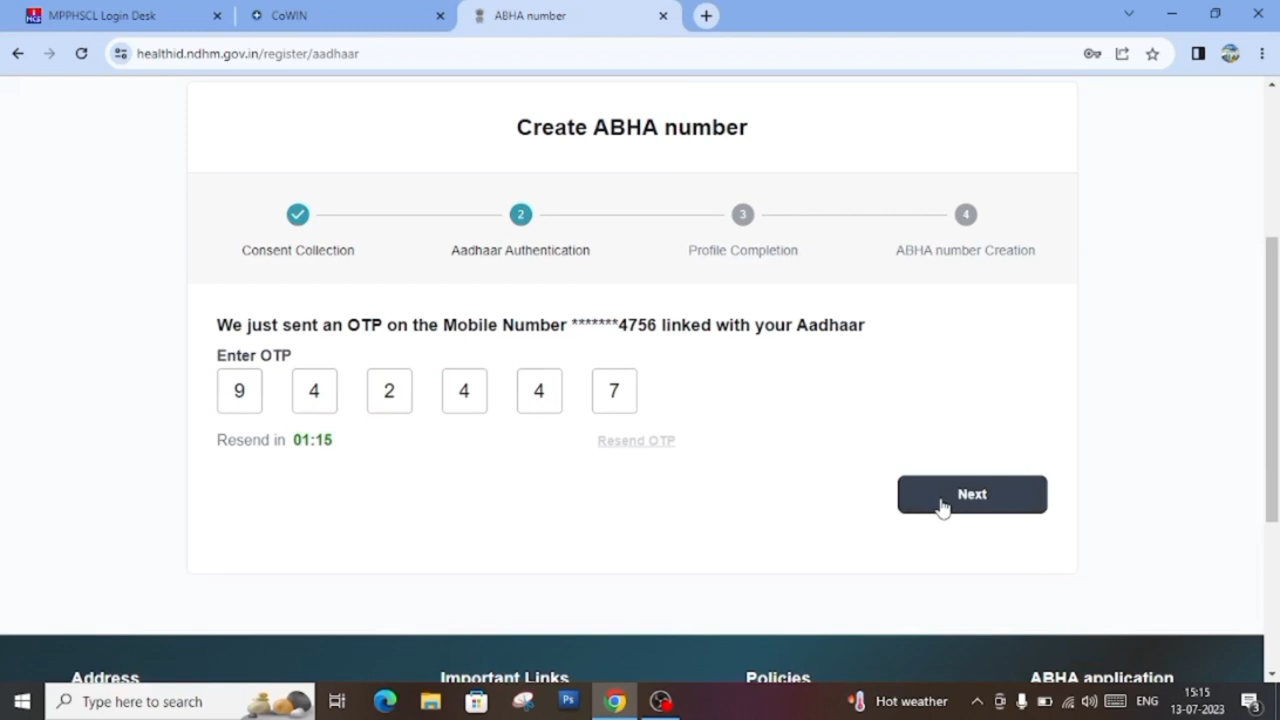 MPPHSCL Login Desk
CoWIN
ABHA number
healthid.ndhm.gov.in/register/aadhaar
Create ABHA number
2
3
4
Consent Collection
Aadhaar Authentication
Profile Completion
ABHA number Creation
We just sent an OTP on the Mobile Number *******4756 linked with your Aadhaar
Enter OTP
9 4 2 4 4 7
Resend in 01:15
Resend OTP
Next
Address
Important Links
Policies
ABHA application
Type here to search
Ps
Hot weather
ENG
15:15
13-07-2023
3